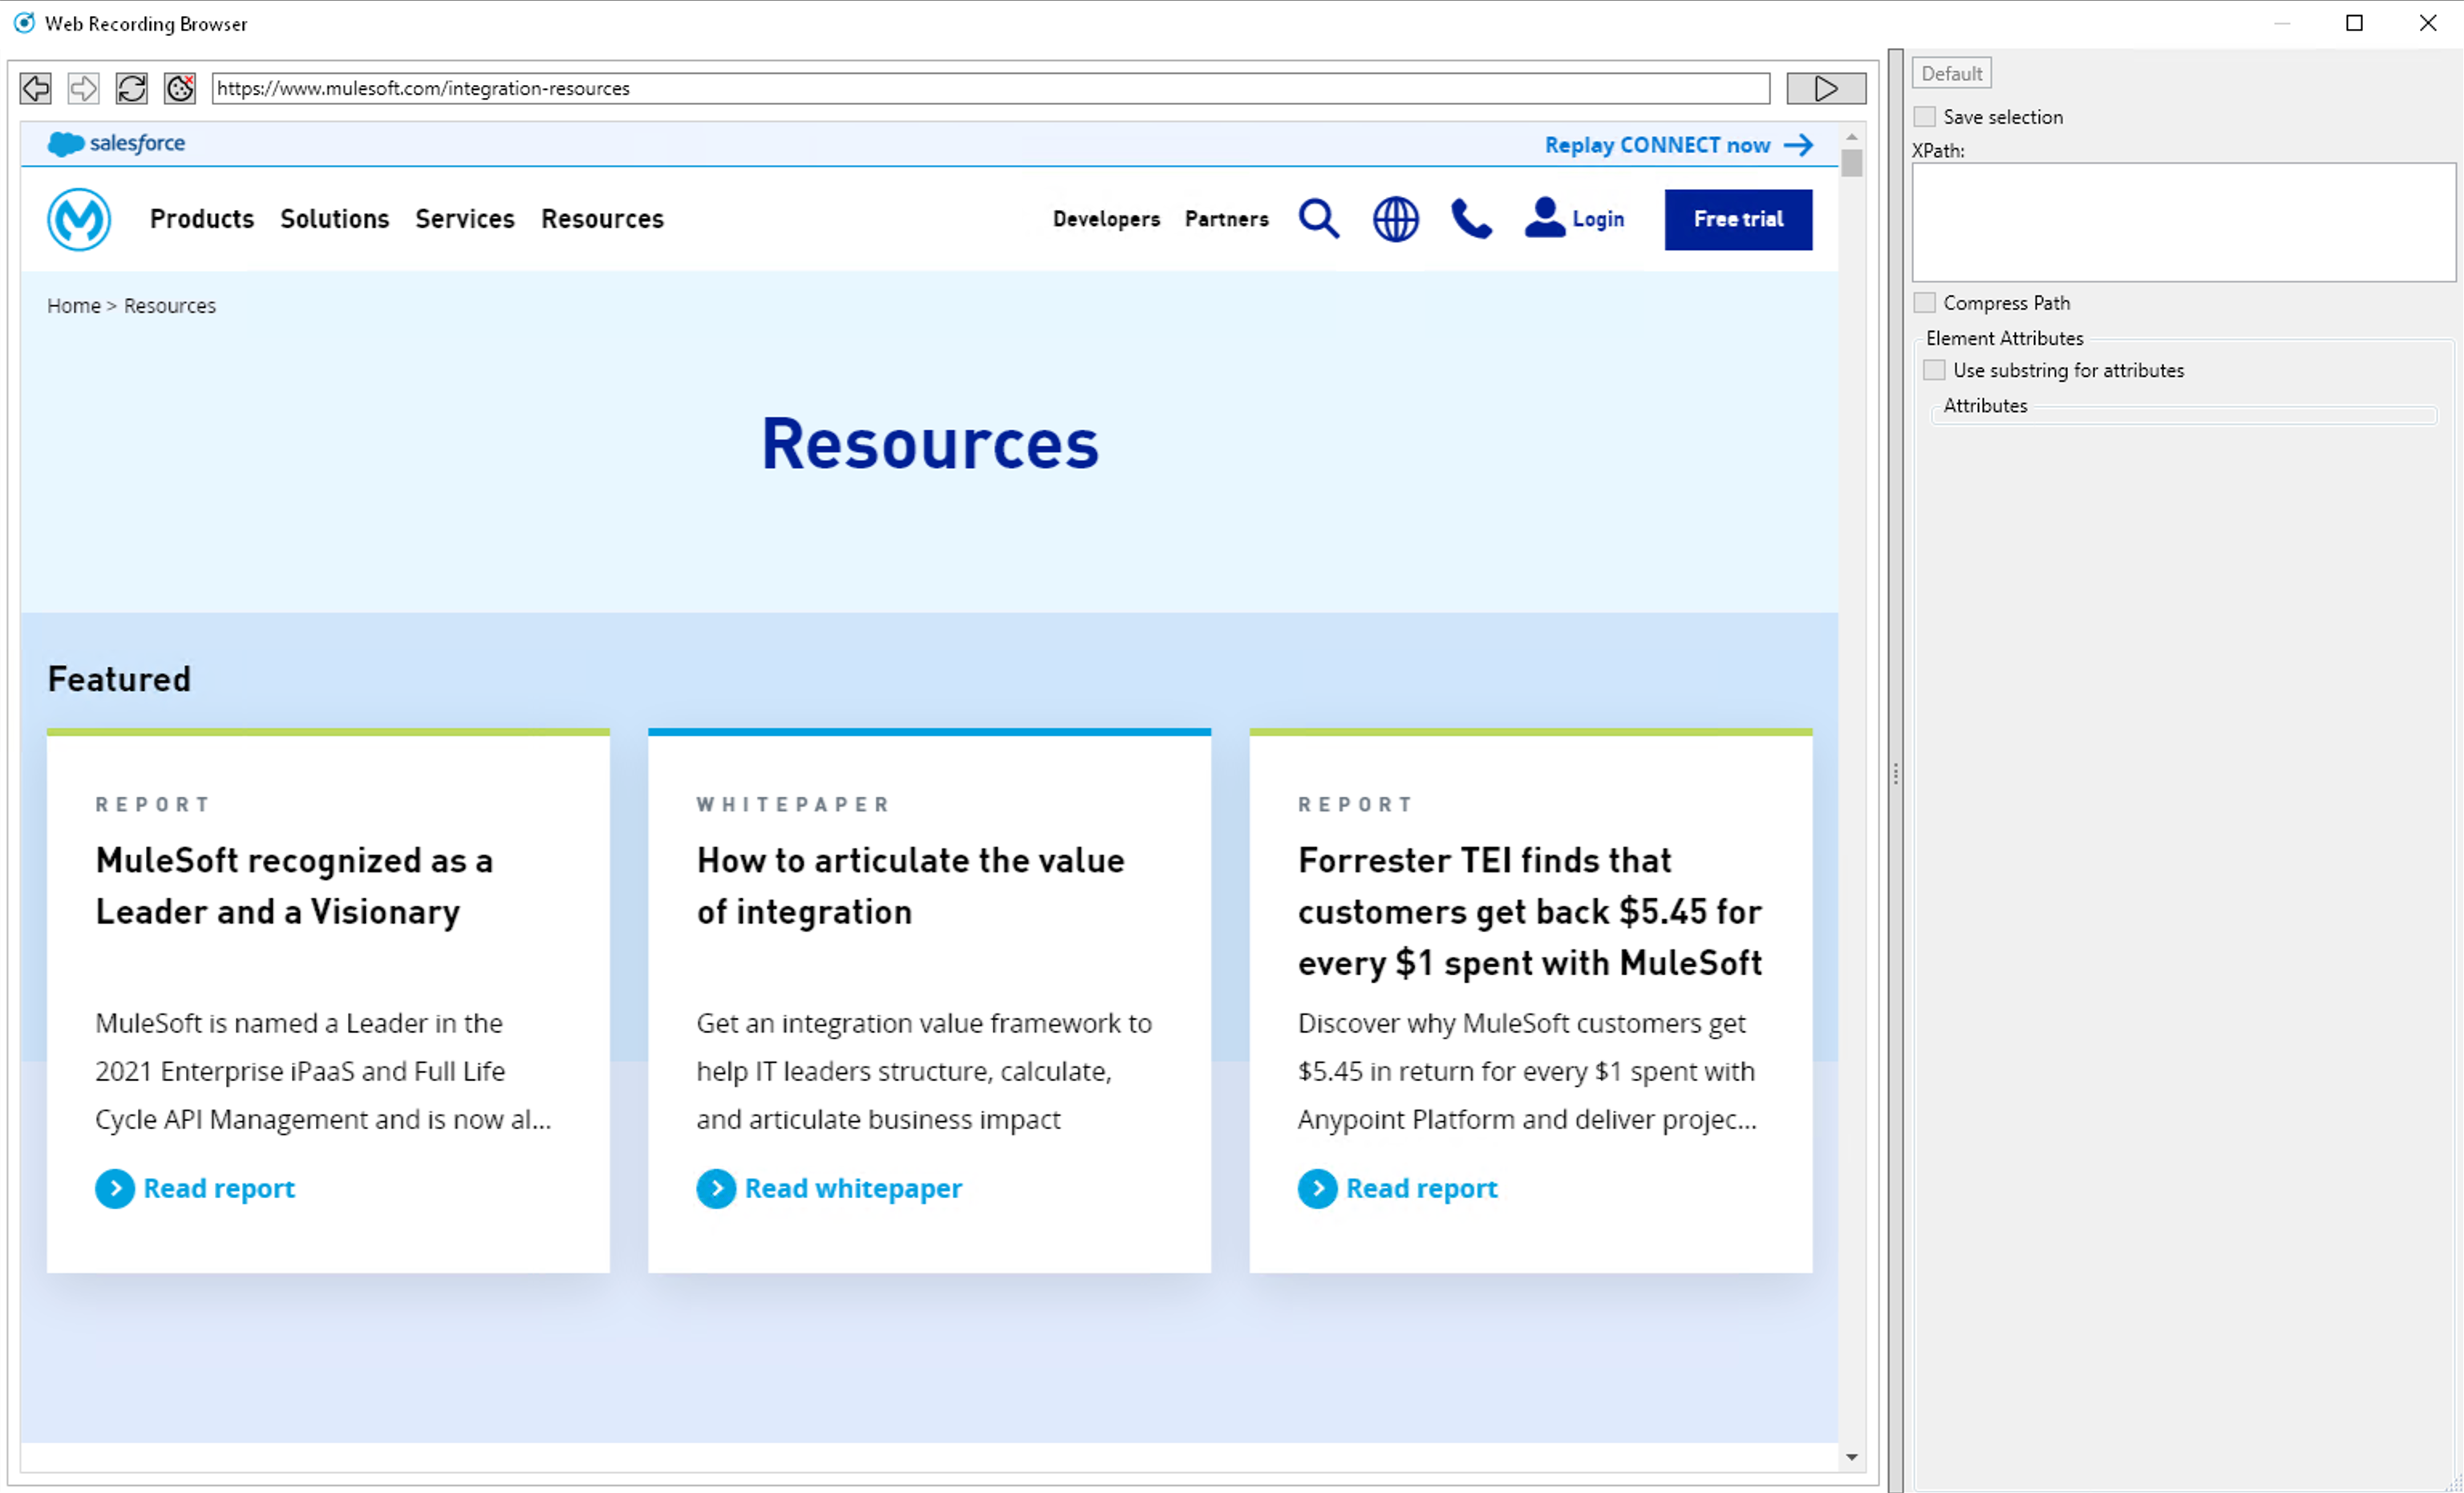 Web Recording Browser
https://www.mulesoft.com/integration-resources
salesforce
Replay CONNECT now
Products Solutions Services Resources
Developers Partners Login Free trial
Home > Resources
Resources
Featured
REPORT
MuleSoft recognized as a
Leader and a Visionary
MuleSoft is named a Leader in the
2021 Enterprise iPaaS and Full Life
Cycle API Management and is now al...
Read report
WHITEPAPER
How to articulate the value
of integration
Get an integration value framework to
help IT leaders structure, calculate,
and articulate business impact
Read whitepaper
REPORT
Forrester TEI finds that
customers get back $5.45 for
every $1 spent with MuleSoft
Discover why MuleSoft customers get
$5.45 in return for every $1 spent with
Anypoint Platform and deliver projec...
Read report
Default
Save selection
XPath:
Compress Path
Element Attributes
Use substring for attributes
Attributes